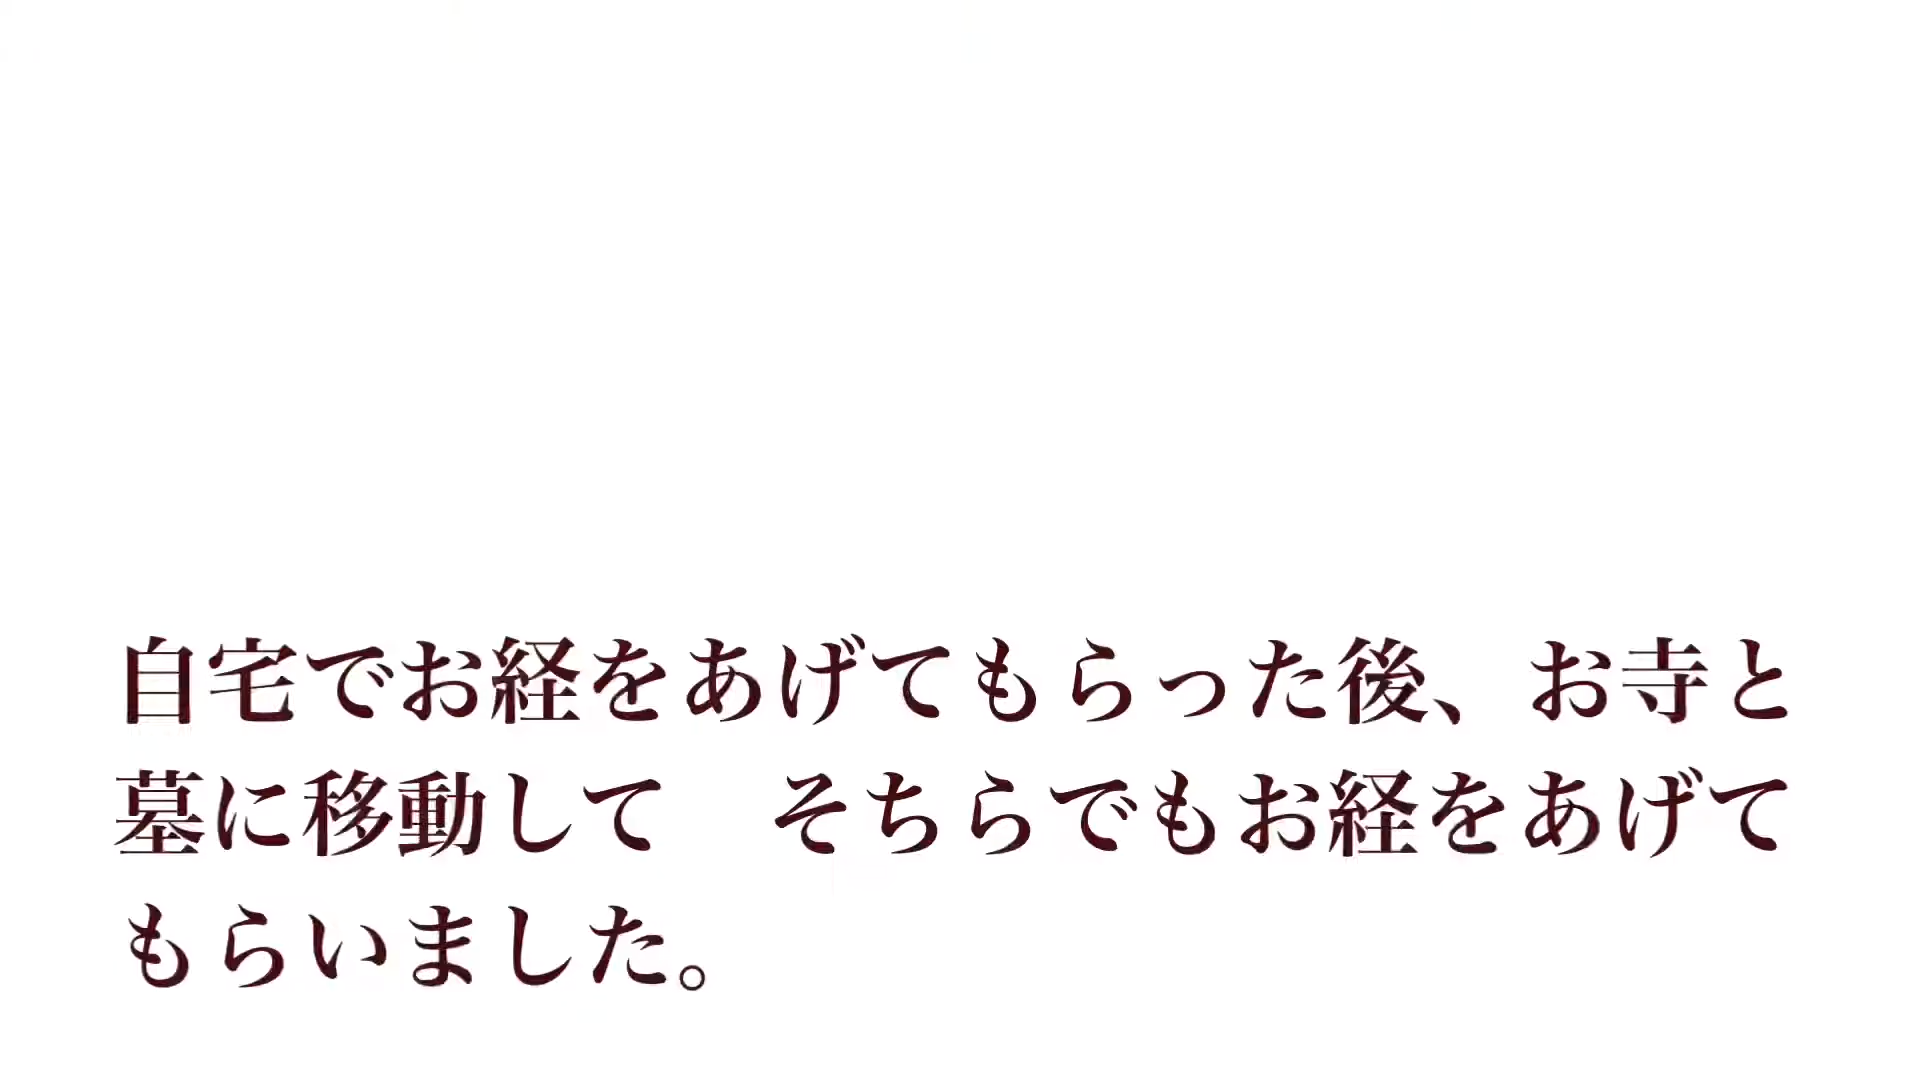 自宅でお経をあげてもらった後、お寺と
墓に移動して　そちらでもお経をあげて
もらいました。